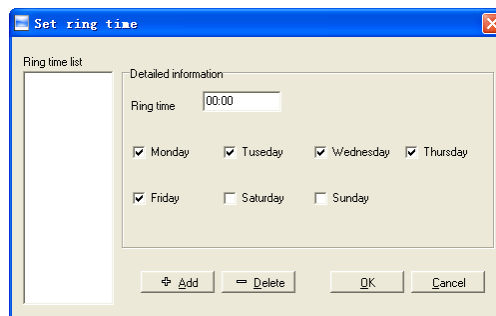 Set ring time
Ring time list
Detailed information
Ring time 00:00
Monday Tuseday Wednesday Thursday
Friday Saturday Sunday
Add Delete OK Cancel